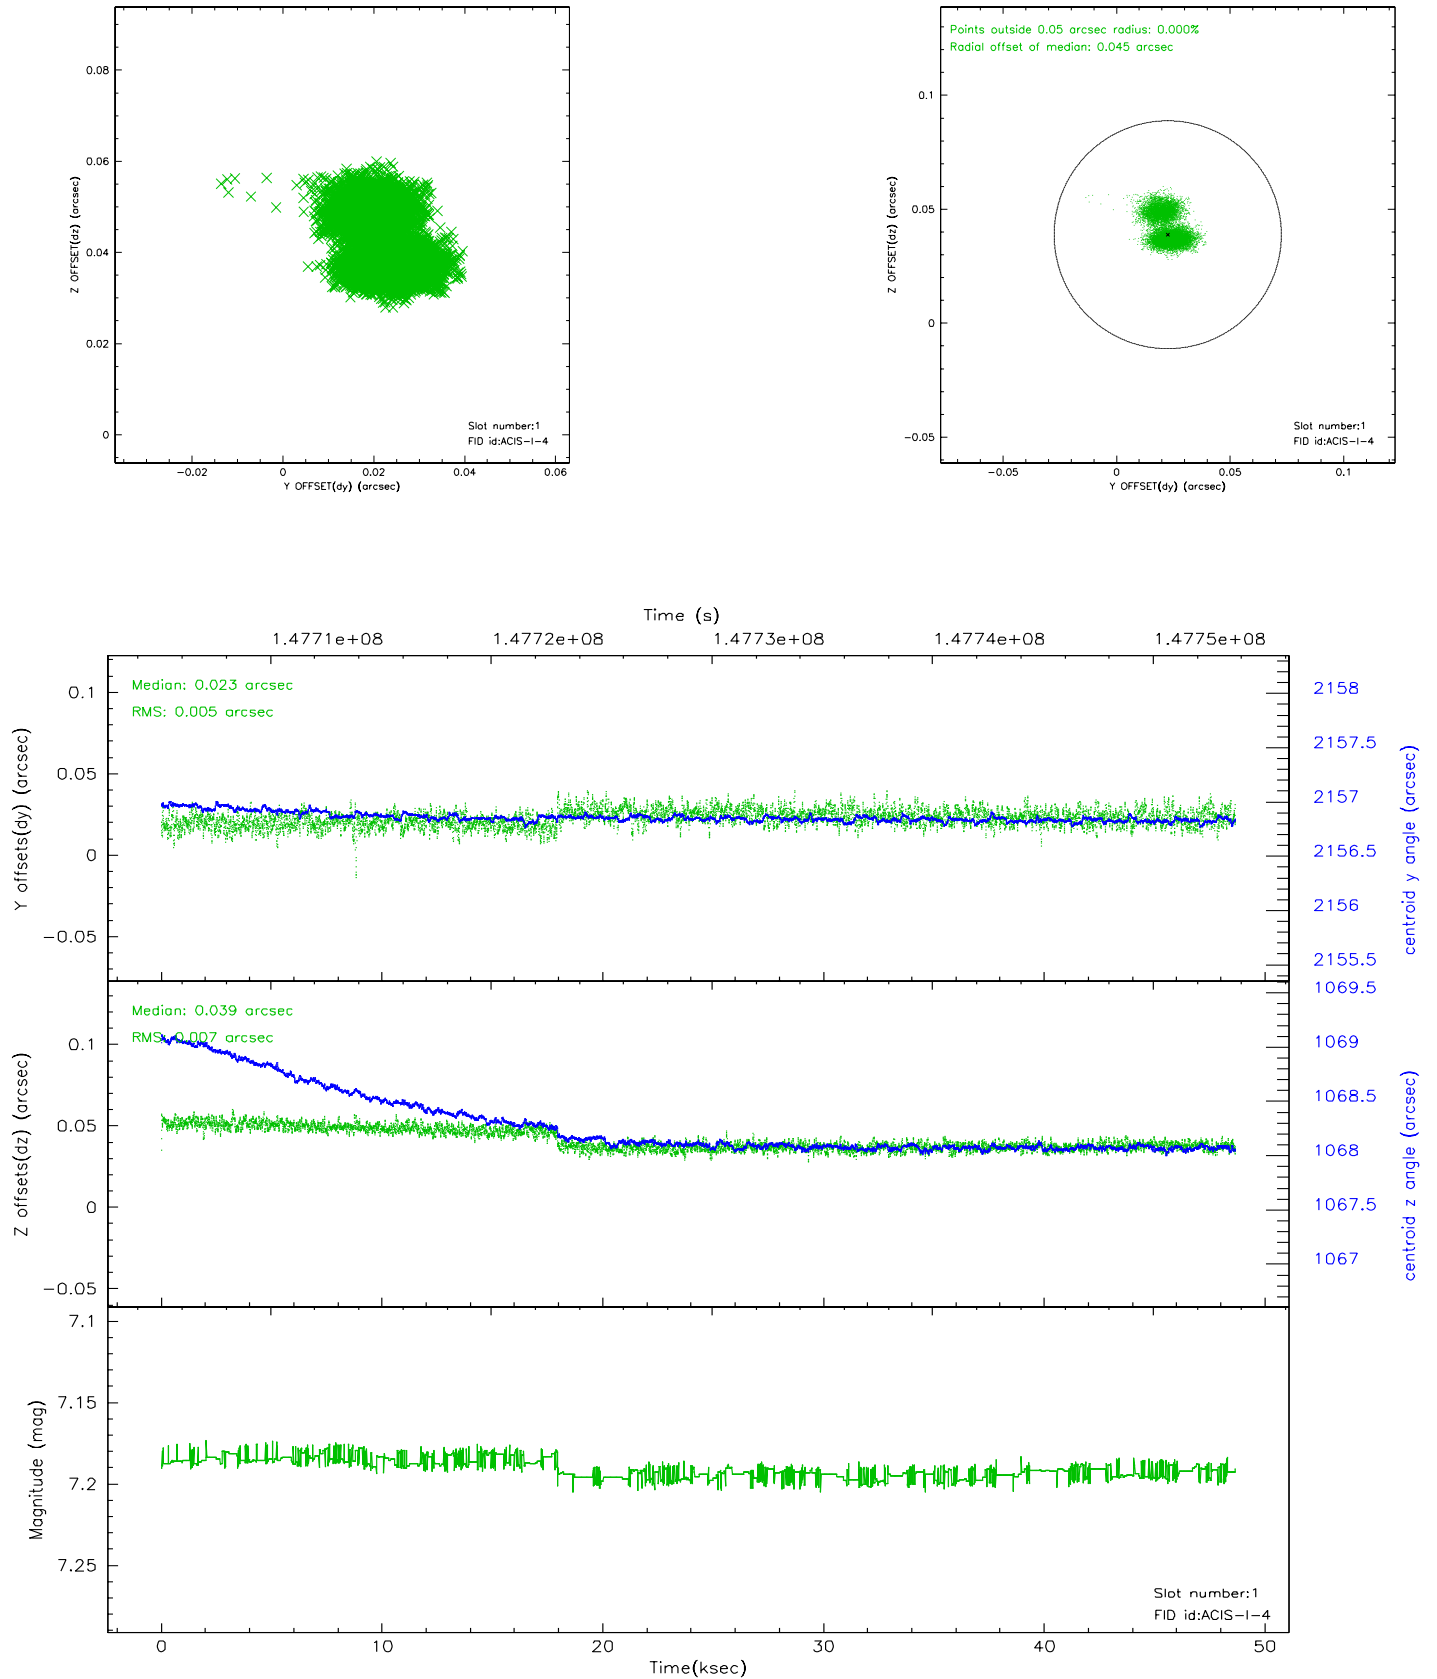 0.08
0.06
0.04
0.02
0
Z OFFSET(dz) (arcsec)
Slot number:1
FID id:ACIS-I-4
-0.02
0
0.02
0.04
0.06
Y OFFSET(dy) (arcsec)
Points outside 0.05 arcsec radius: 0.000%
Radial offset of median: 0.045 arcsec
0.1
0.05
0
-0.05
Z OFFSET(dz) (arcsec)
Slot number:1
FID id:ACIS-I-4
-0.05
0
0.05
0.1
Y OFFSET(dy) (arcsec)
Time (s)
1.4771e+08
1.4772e+08
1.4773e+08
1.4774e+08
1.4775e+08
Median: 0.023 arcsec
RMS: 0.005 arcsec
0.1
0.05
0
-0.05
Y offsets(dy) (arcsec)
2158
2157.5
2157
2156.5
2156
2155.5
centroid y angle (arcsec)
Median: 0.039 arcsec
RMS: 0.007 arcsec
0.1
0.05
0
-0.05
Z offsets(dz) (arcsec)
1069.5
1069
1068.5
1068
1067.5
1067
centroid z angle (arcsec)
7.1
7.15
7.2
7.25
Magnitude (mag)
Slot number:1
FID id:ACIS-I-4
0
10
20
30
40
50
Time(ksec)